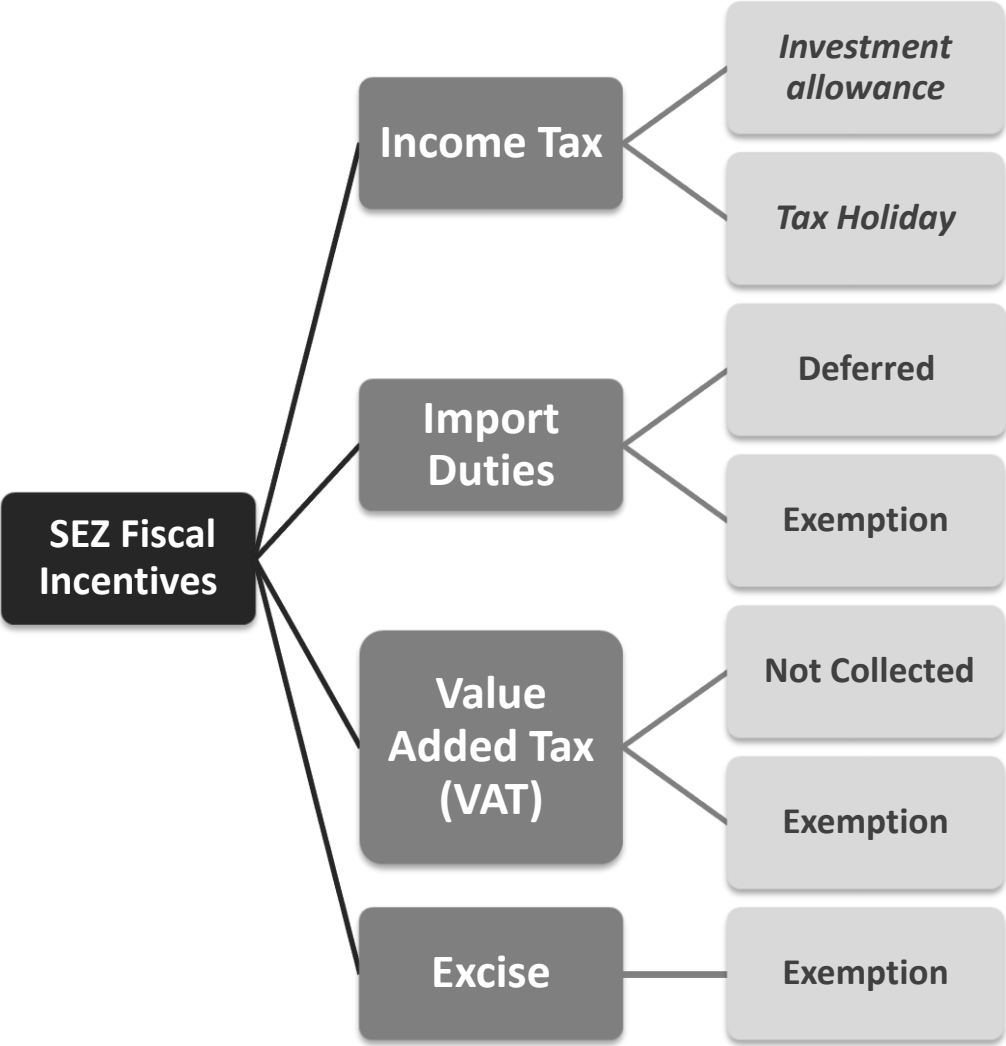 SEZ Fiscal
Incentives
Income Tax
Investment
allowance
Tax Holiday
Import
Duties
Deferred
Exemption
Value
Added Tax
(VAT)
Not Collected
Exemption
Excise
Exemption